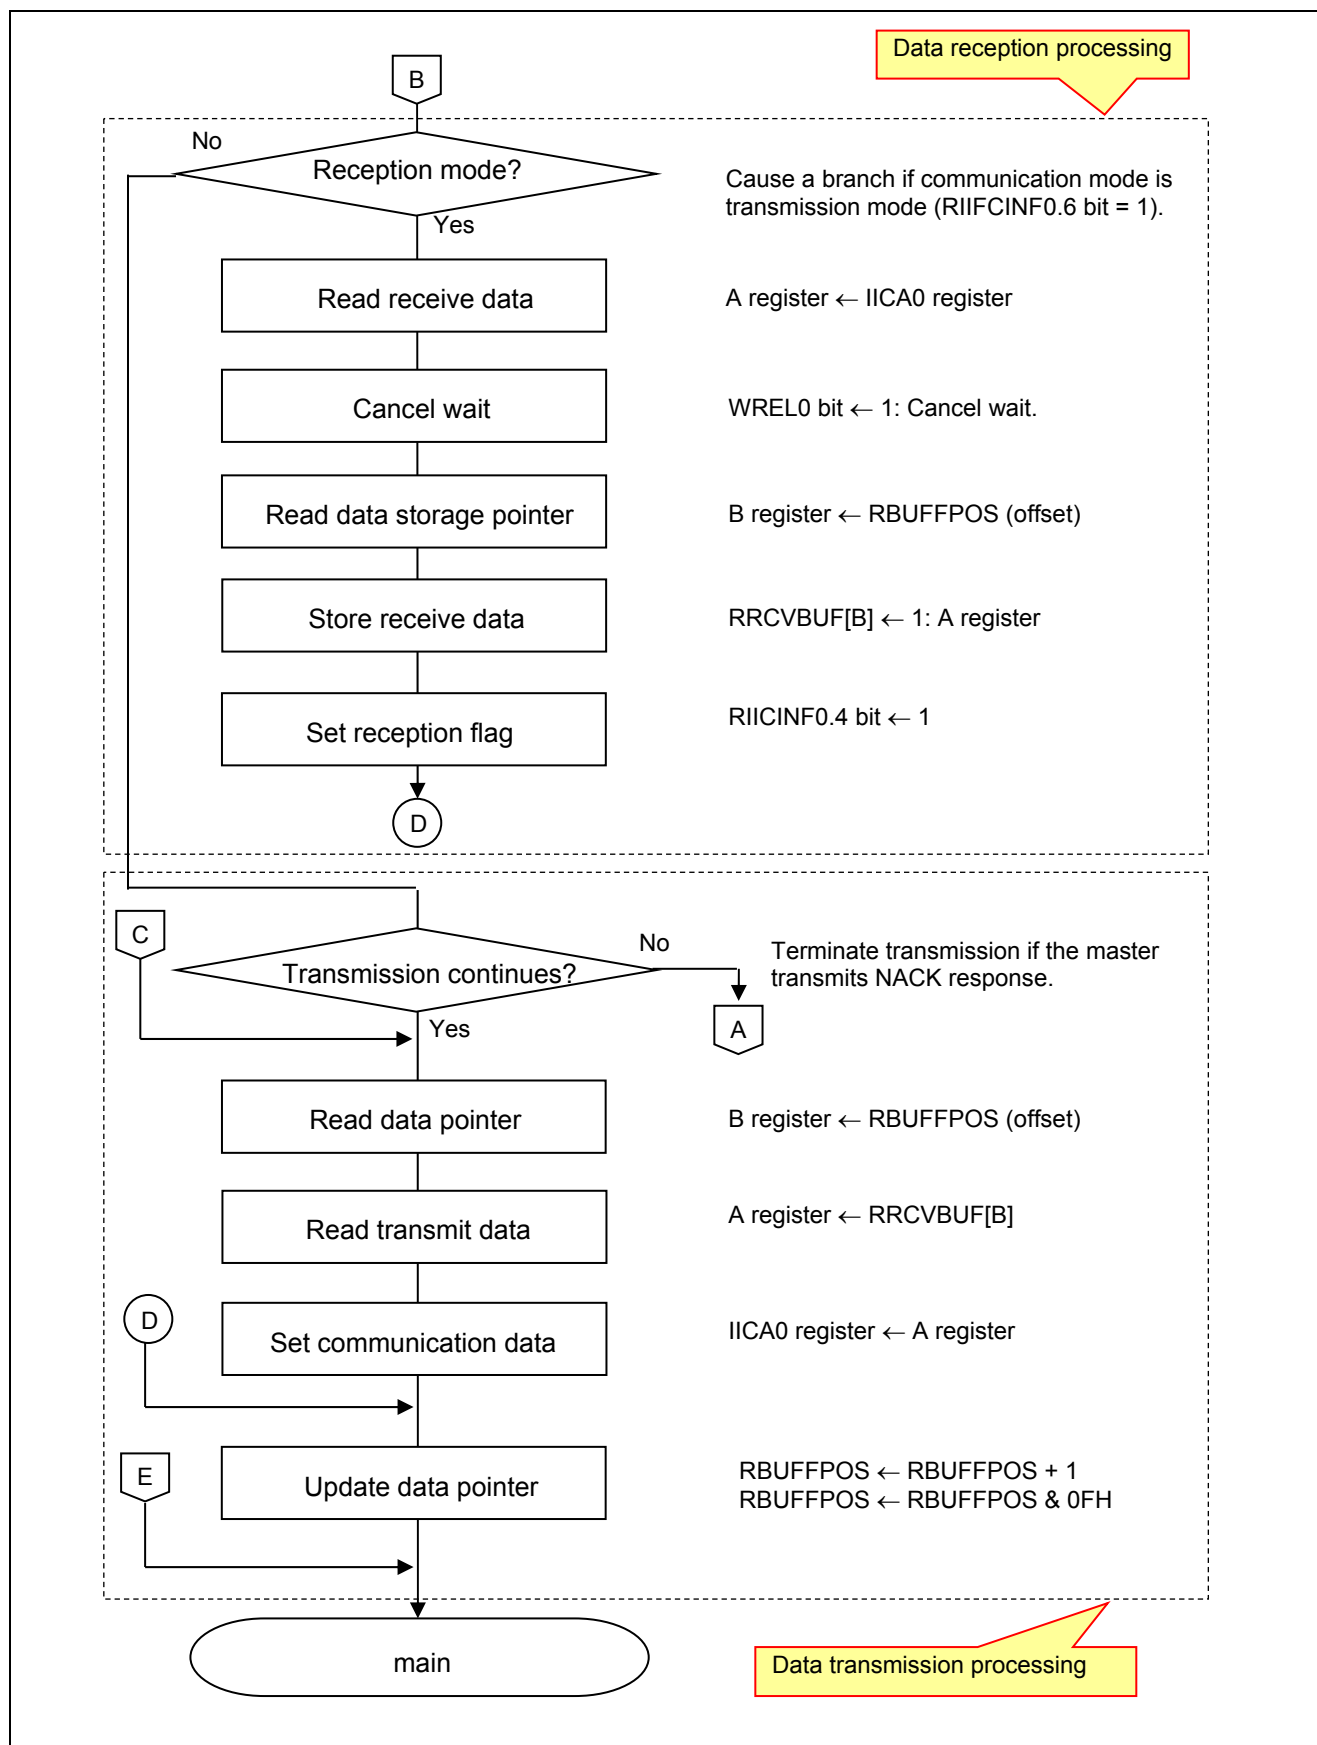 Data reception processing
B
No
Reception mode?
Cause a branch if communication mode is
transmission mode (RIIFCINF0.6 bit = 1).
Yes
Read receive data
A register ← IICA0 register
Cancel wait
WREL0 bit ← 1: Cancel wait.
Read data storage pointer
B register ← RBUFFPOS (offset)
Store receive data
RRCVBUF[B] ← 1: A register
Set reception flag
RIICINF0.4 bit ← 1
D
C
No
Transmission continues?
Terminate transmission if the master
transmits NACK response.
Yes
A
Read data pointer
B register ← RBUFFPOS (offset)
Read transmit data
A register ← RRCVBUF[B]
D
Set communication data
IICA0 register ← A register
E
Update data pointer
RBUFFPOS ← RBUFFPOS + 1
RBUFFPOS ← RBUFFPOS & 0FH
main
Data transmission processing